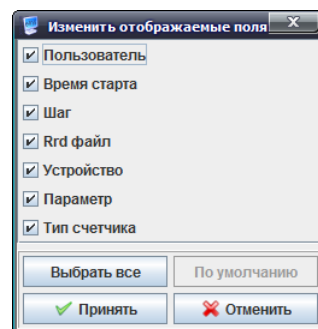 Изменить отображаемые поля
Пользователь
Время старта
Шаг
Rrd файл
Устройство
Параметр
Тип счетчика
Выбрать все По умолчанию
Принять Отменить